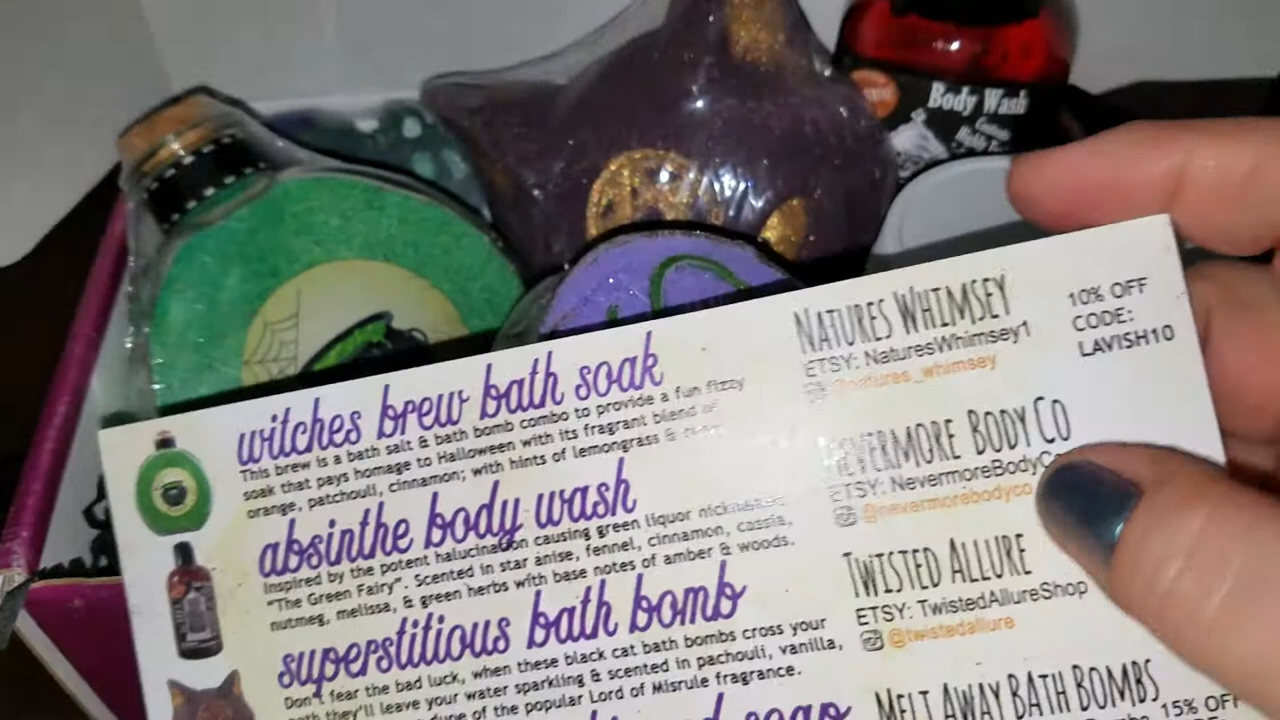 Body Wash
witches brew bath soak
This brew is a bath salt & bath bomb combo to provide a fun fizzy
soak that pays homage to Halloween with its fragrant blend of
orange, patchouli, cinnamon; with hints of lemongrass &
absinthe body wash
Inspired by the potent halucination causing green liquor
"The Green Fairy". Scented in star anise, fennel, cinnamon, cassia,
nutmeg, melissa, & green herbs with base notes of amber & woods.
superstitious bath bomb
Don't fear the bad luck, when these black cat bath bombs cross your
path they'll leave your water sparkling & scented in pachouli, vanilla,
dupe of the popular Lord of Misrule fragrance.
soap
NATURES WHIMSEY
ETSY: NaturesWhimsey1
@natures_whimsey
10% OFF
CODE:
LAVISH10
NEVERMORE BODY CO
ETSY: NevermoreBodyCo
@nevermorebodyco
TWISTED ALLURE
ETSY: TwistedAllureShop
@twistedallure
MELT AWAY BATH BOMBS
15% OFF